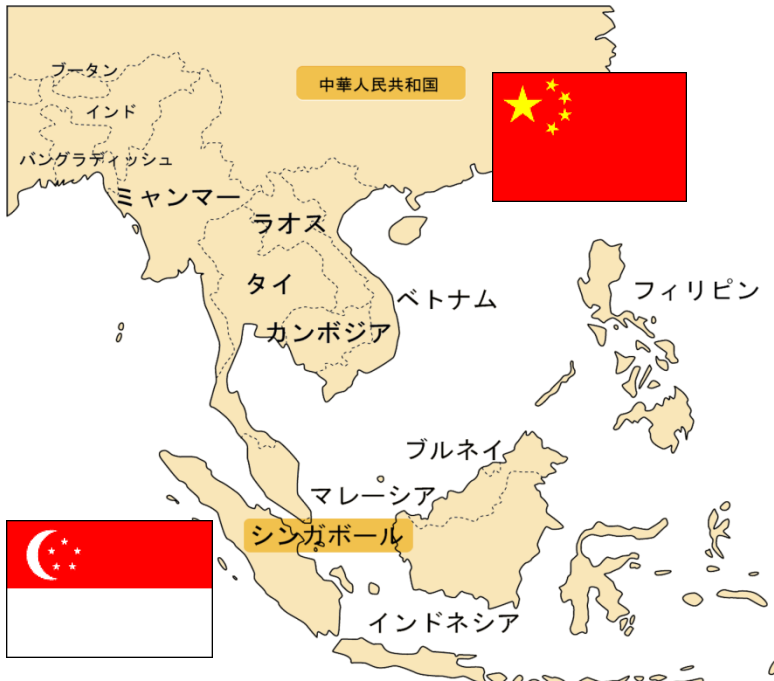 ブータン
中華人民共和国
インド
バングラディッシュ
ミャンマー
ラオス
タイ
ベトナム
フィリピン
カンボジア
ブルネイ
マレーシア
シンガポール
インドネシア